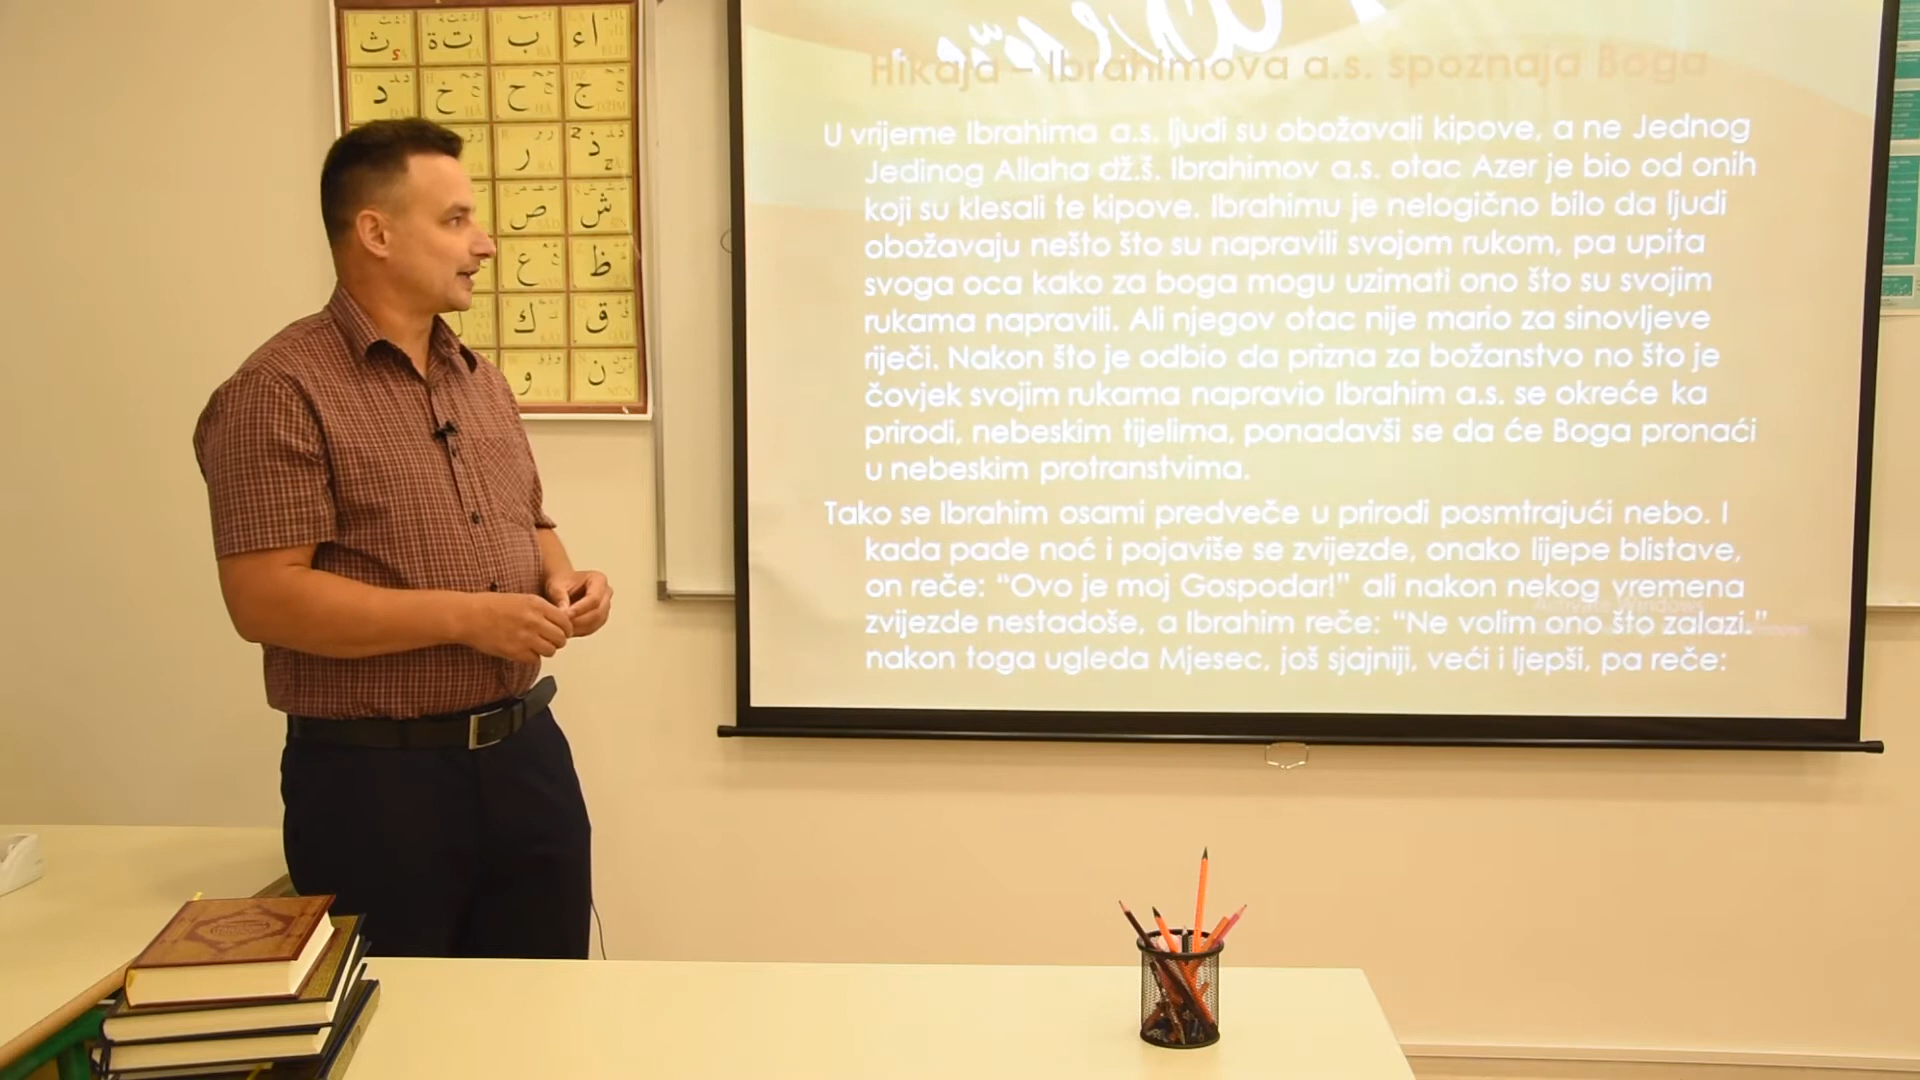 Hikaja – Ibrahimova a.s. spoznaja Boga
U vrijeme Ibrahima a.s. ljudi su obožavali kipove, a ne Jednog
Jedinog Allaha dž.š. Ibrahimov a.s. otac Azer je bio od onih
koji su klesali te kipove. Ibrahimu je nelogično bilo da ljudi
obožavaju nešto što su napravili svojom rukom, pa upita
svoga oca kako za boga mogu uzimati ono što su svojim
rukama napravili. Ali njegov otac nije mario za sinovljeve
riječi. Nakon što je odbio da prizna za božanstvo no što je
čovjek svojim rukama napravio Ibrahim a.s. se okreće ka
prirodi, nebeskim tijelima, ponadavši se da će Boga pronaći
u nebeskim protranstvima.
Tako se Ibrahim osami predveče u prirodi posmtrajući nebo. I
kada pade noć i pojaviše se zvijezde, onako lijepe blistave,
on reče: “Ovo je moj Gospodar!” ali nakon nekog vremena
zvijezde nestadoše, a Ibrahim reče: “Ne volim ono što zalazi.”
nakon toga ugleda Mjesec, još sjajniji, veći i ljepši, pa reče:
Activate Windows
ث ت ة ب ا ء
د خ ح ج
ر ذ
ص ش
ع ظ
ك ق
و ن